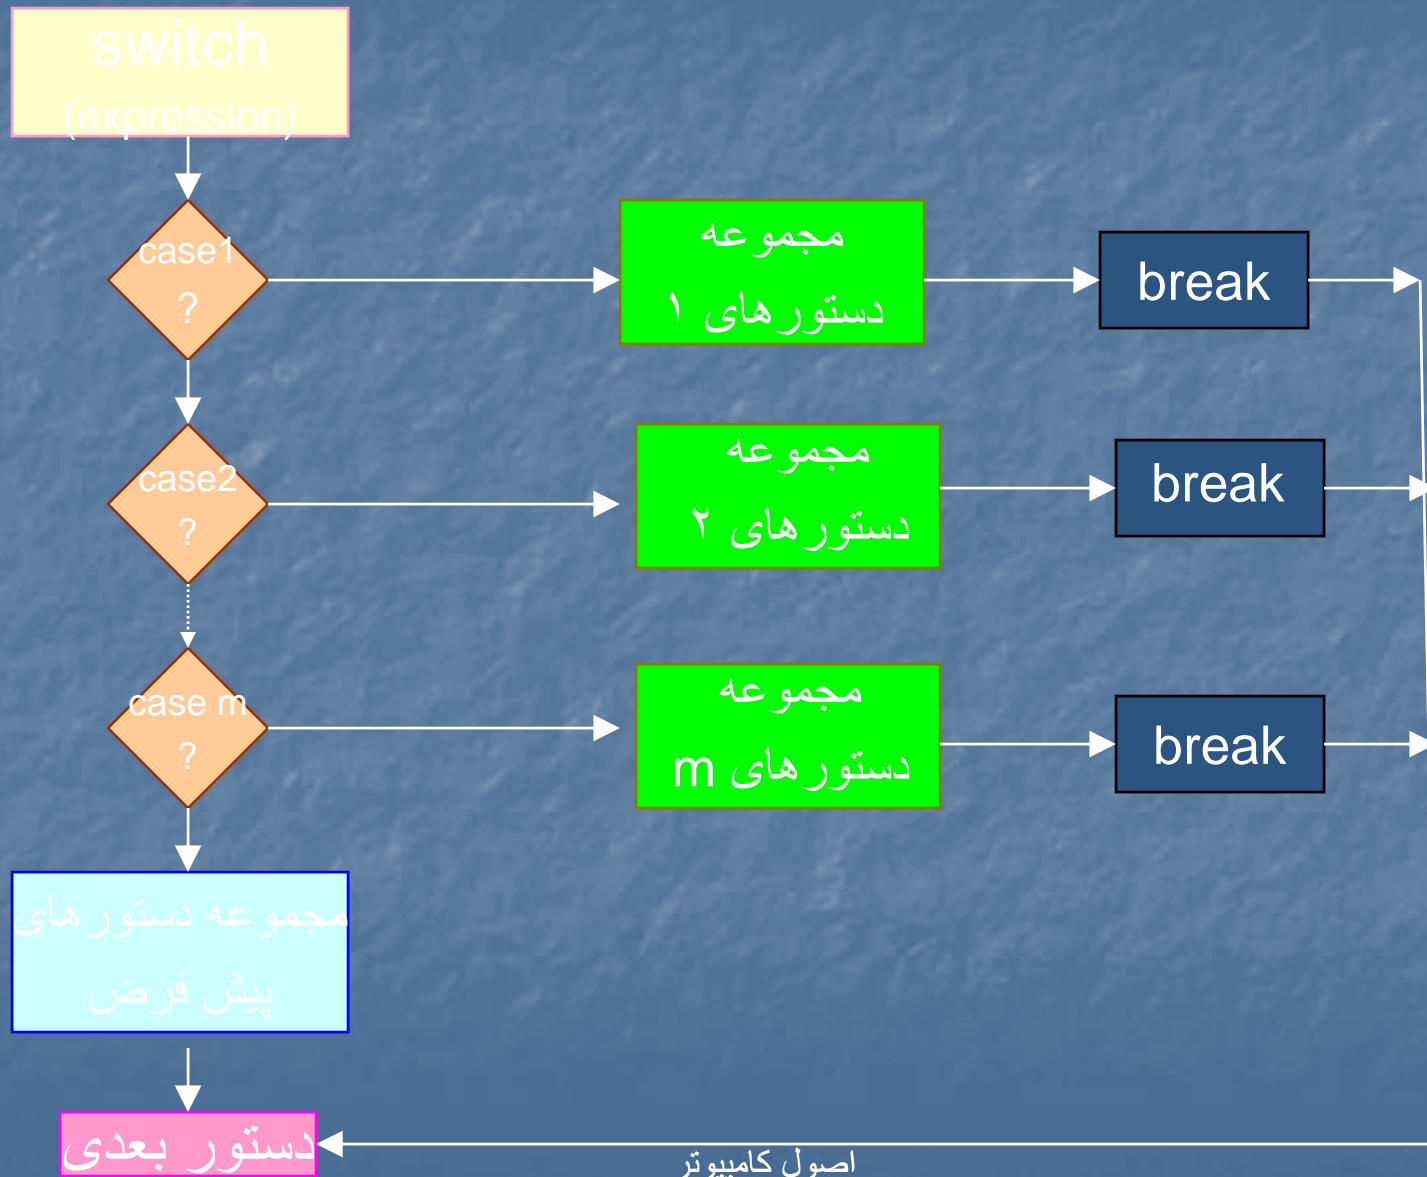 switch
(expression)
case1
?
مجموعه
دستورهای ۱
break
case2
?
مجموعه
دستورهای ۲
break
case m
?
مجموعه
دستورهای m
break
مجموعه دستورهای
پیش فرض
دستور بعدی
اصول کامپیوتر